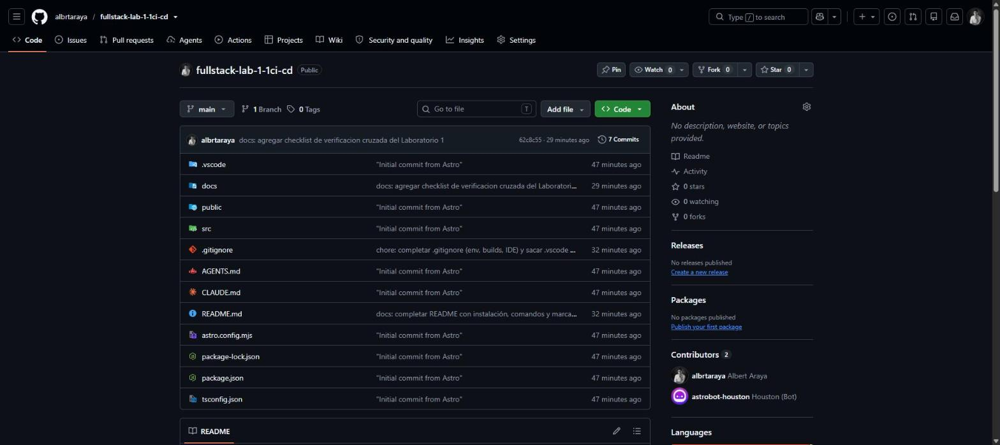 albrtaraya / fullstack-lab-1-1ci-cd
Type / to search
Code Issues Pull requests Agents Actions Projects Wiki Security and quality Insights Settings
fullstack-lab-1-1ci-cd Public
Pin Watch 0 Fork 0 Star 0
main 1 Branch 0 Tags
Go to file T Add file Code
albrtaraya docs: agregar checklist de verificacion cruzada del Laboratorio 1 62c8c55 · 29 minutes ago 7 Commits
.vscode "Initial commit from Astro" 47 minutes ago
docs docs: agregar checklist de verificacion cruzada del Laboratori... 29 minutes ago
public "Initial commit from Astro" 47 minutes ago
src "Initial commit from Astro" 47 minutes ago
.gitignore chore: completar .gitignore (env, builds, IDE) y sacar .vscode ... 32 minutes ago
AGENTS.md "Initial commit from Astro" 47 minutes ago
CLAUDE.md "Initial commit from Astro" 47 minutes ago
README.md docs: completar README con instalación, comandos y marca... 32 minutes ago
astro.config.mjs "Initial commit from Astro" 47 minutes ago
package-lock.json "Initial commit from Astro" 47 minutes ago
package.json "Initial commit from Astro" 47 minutes ago
tsconfig.json "Initial commit from Astro" 47 minutes ago
README
About
No description, website, or topics
provided.
Readme
Activity
0 stars
0 watching
0 forks
Releases
No releases published
Create a new release
Packages
No packages published
Publish your first package
Contributors 2
albrtaraya Albert Araya
astrobot-houston Houston (Bot)
Languages